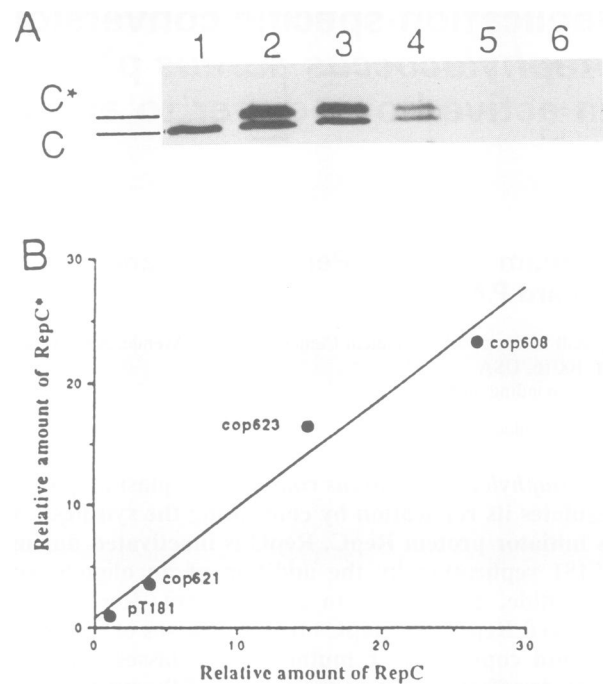 A
1 2 3 4 5 6
C*
C
B
30
20
10
0
0 10 20 30
cop608
cop623
cop621
pT181
Relative amount of RepC*
Relative amount of RepC